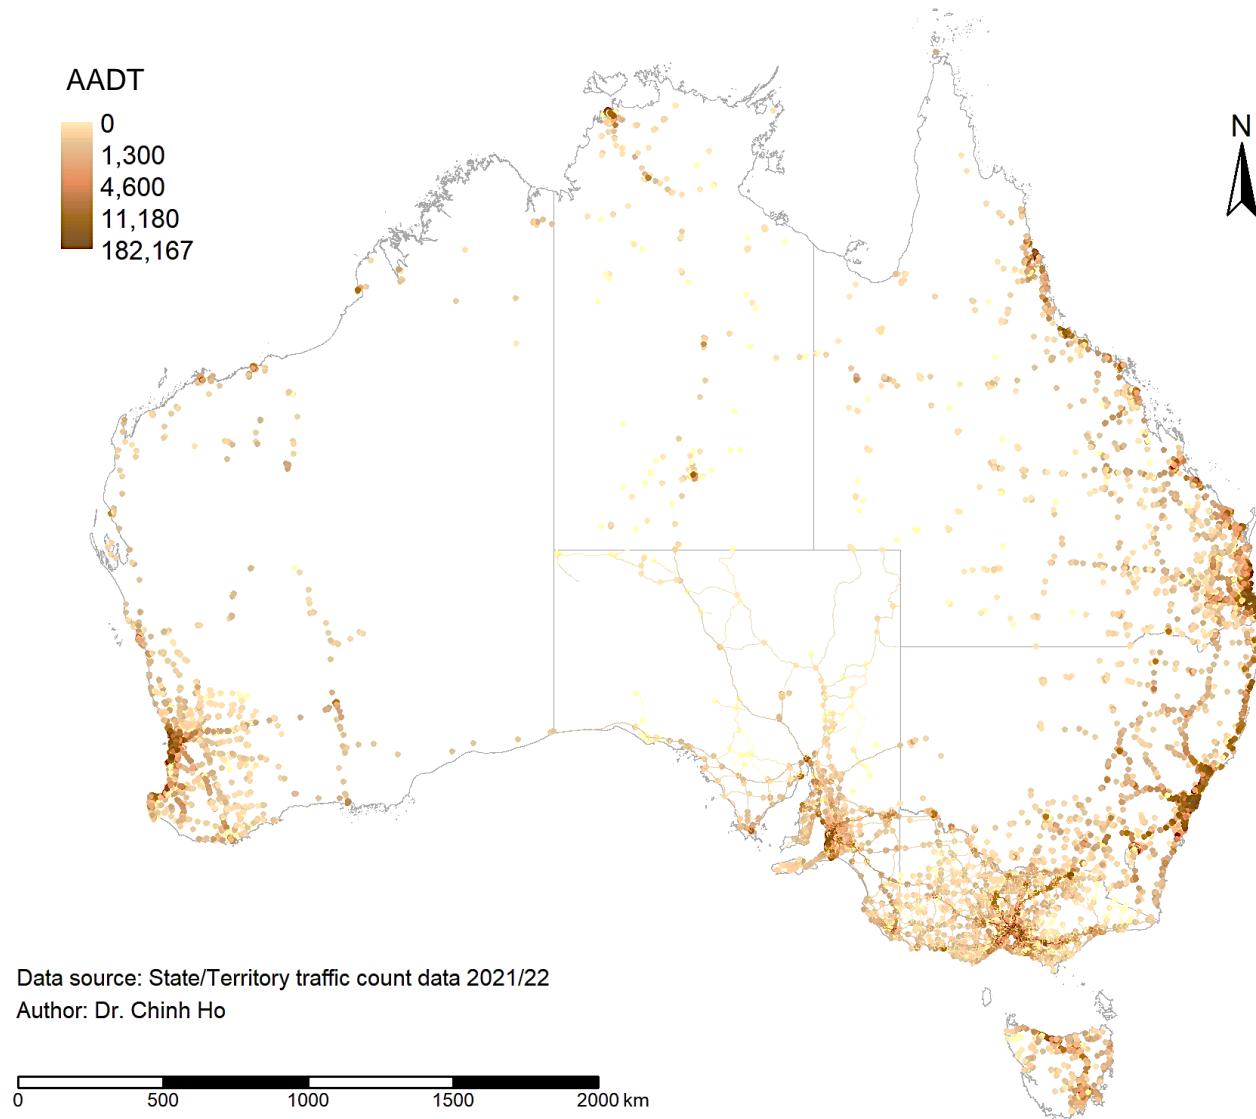 AADT
0
1,300
4,600
11,180
182,167
N
Data source: State/Territory traffic count data 2021/22
Author: Dr. Chinh Ho
0 500 1000 1500 2000 km